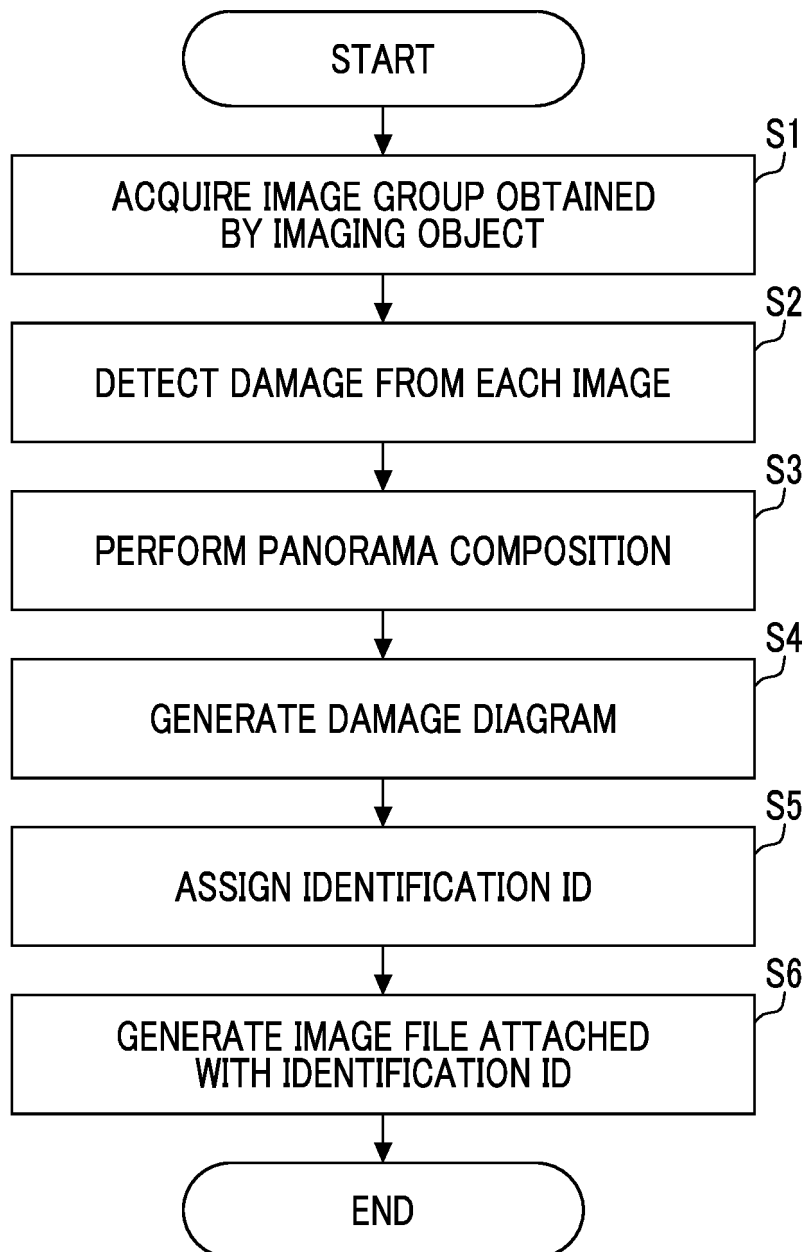 START
S1
ACQUIRE IMAGE GROUP OBTAINED
BY IMAGING OBJECT
S2
DETECT DAMAGE FROM EACH IMAGE
S3
PERFORM PANORAMA COMPOSITION
S4
GENERATE DAMAGE DIAGRAM
S5
ASSIGN IDENTIFICATION ID
S6
GENERATE IMAGE FILE ATTACHED
WITH IDENTIFICATION ID
END